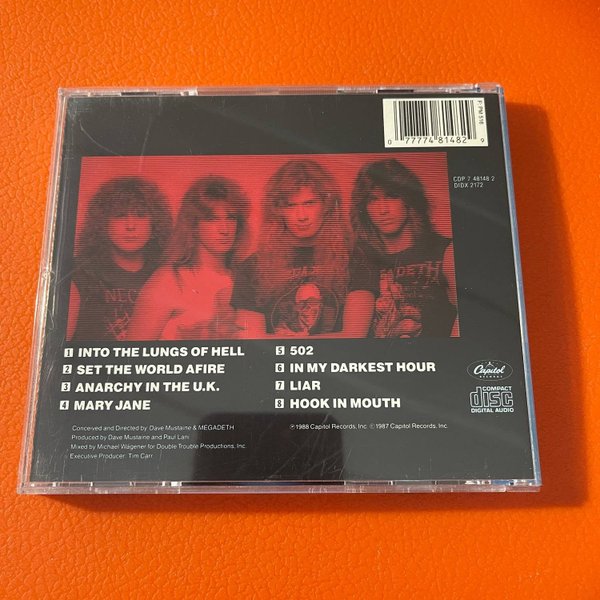 P·PM 516
0 77774 81482 9
CDP 7 48148 2
DIDX 2172
1 INTO THE LUNGS OF HELL
2 SET THE WORLD AFIRE
3 ANARCHY IN THE U.K.
4 MARY JANE
5 502
6 IN MY DARKEST HOUR
7 LIAR
8 HOOK IN MOUTH
Capitol
RECORDS
COMPACT
disc
DIGITAL AUDIO
Conceived and Directed by: Dave Mustaine & MEGADETH
Produced by Dave Mustaine and Paul Lani
Mixed by Michael Wagener for Double Trouble Productions, Inc.
Executive Producer: Tim Carr
℗1988 Capitol Records, Inc ©1987 Capitol Records, Inc.